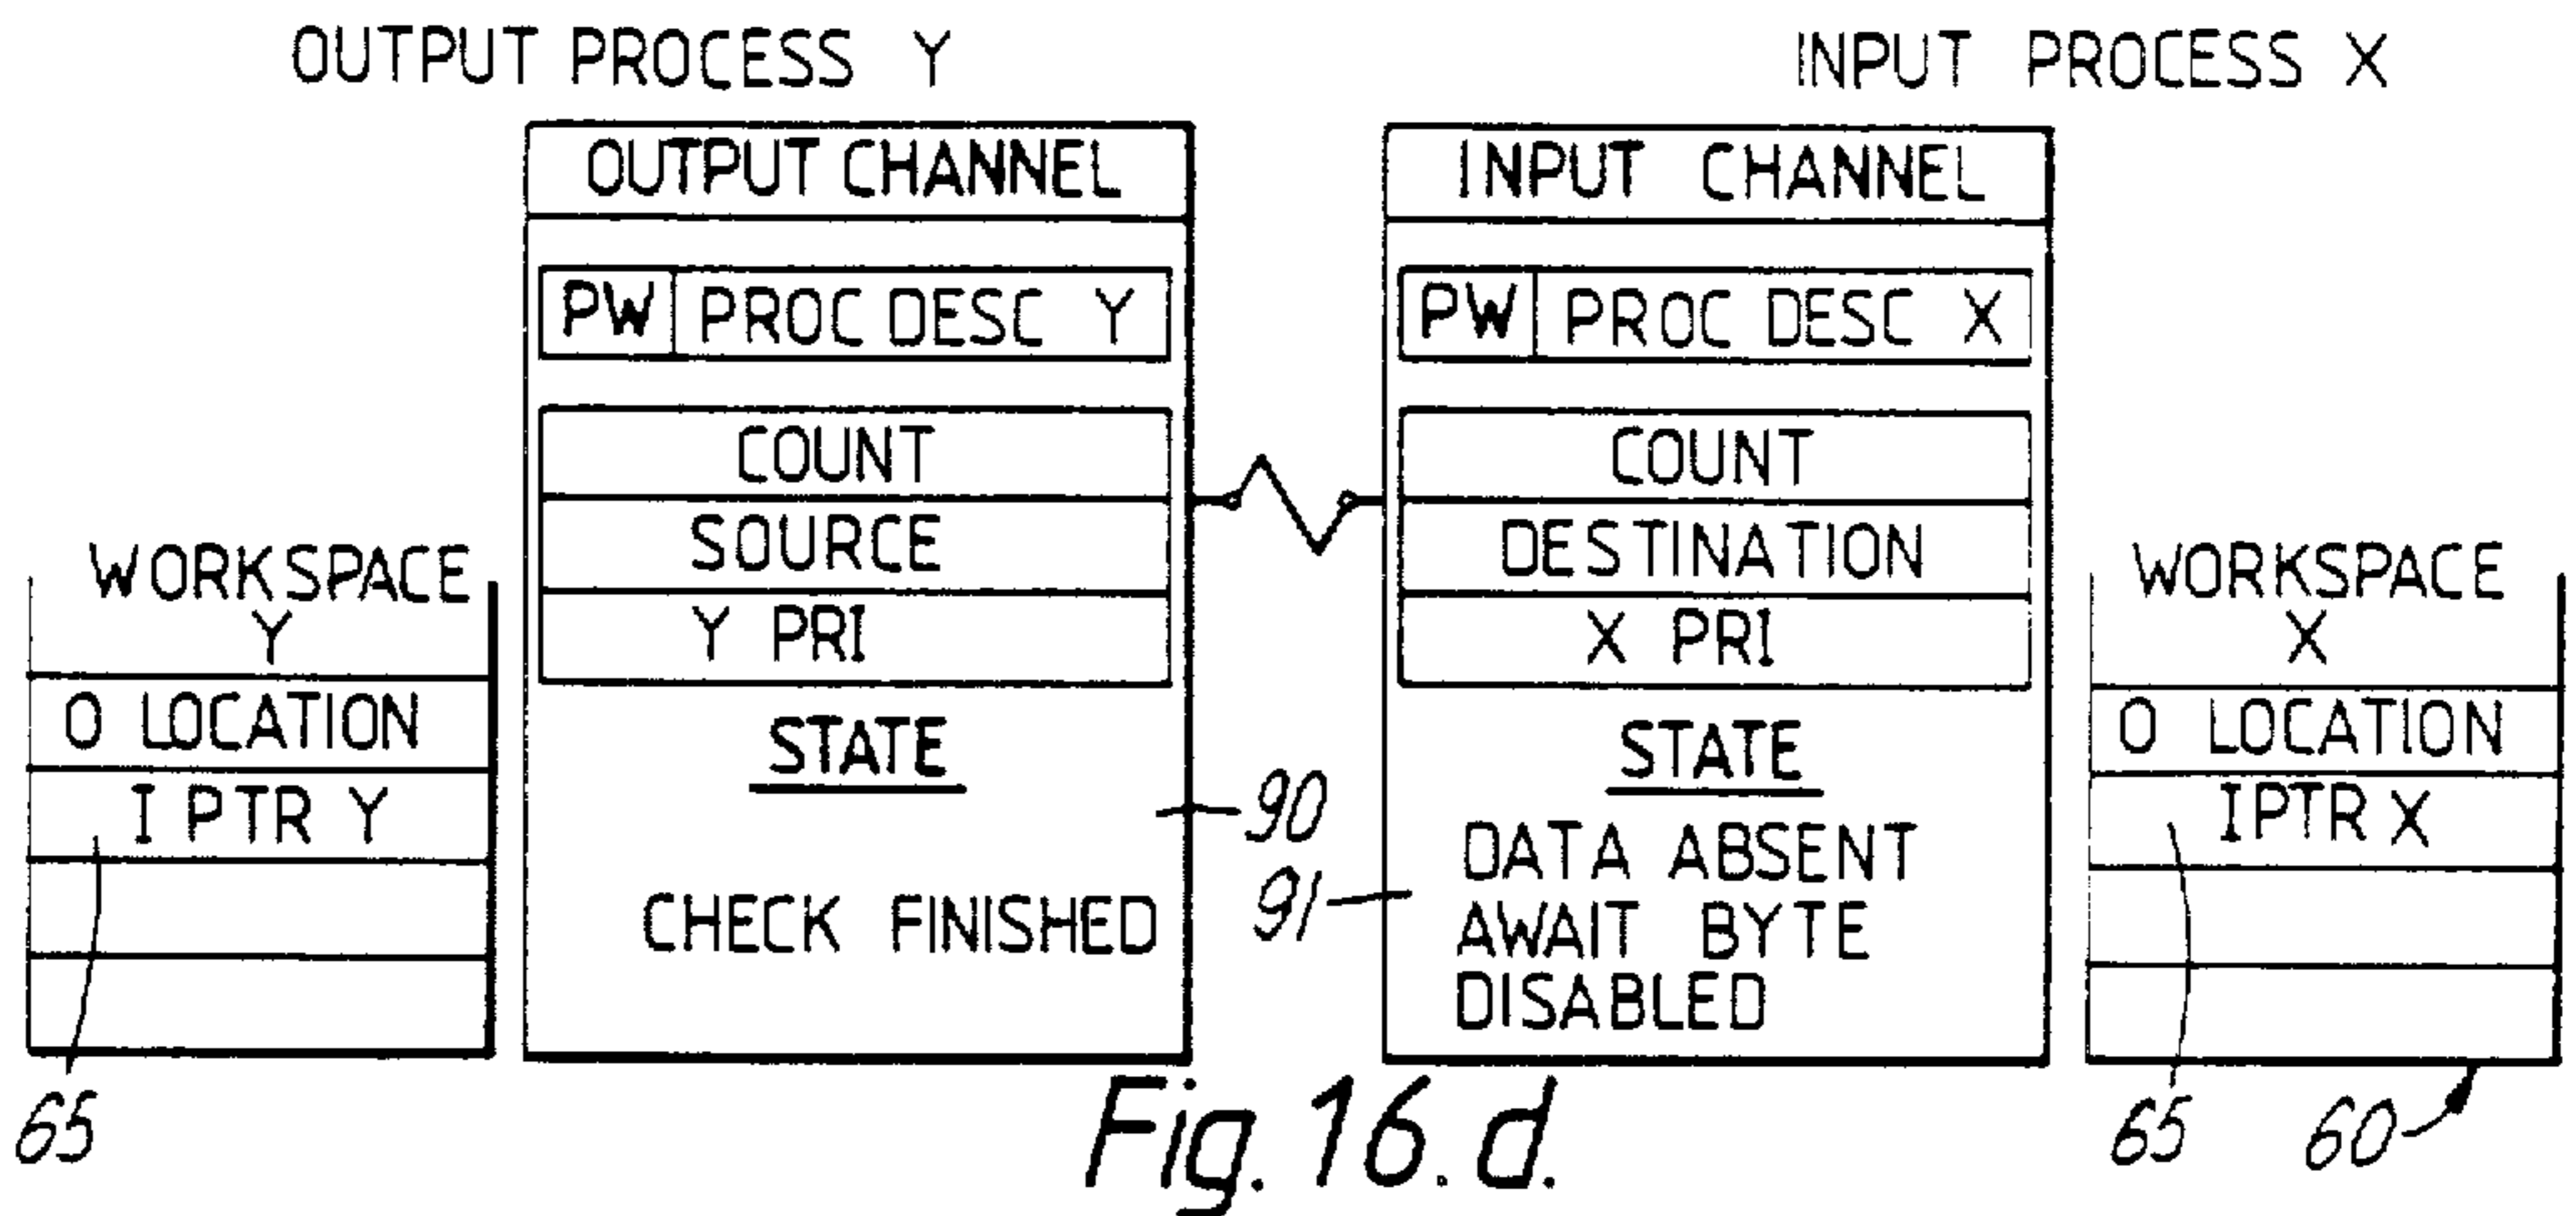 OUTPUT PROCESS Y
INPUT PROCESS X
OUTPUT CHANNEL
PW PROC DESC Y
COUNT
SOURCE
Y PRI
STATE
CHECK FINISHED
INPUT CHANNEL
PW PROC DESC X
COUNT
DESTINATION
X PRI
STATE
DATA ABSENT
AWAIT BYTE
DISABLED
WORKSPACE
Y
O LOCATION
I PTR Y
WORKSPACE
X
O LOCATION
IPTR X
90
91
65
65
60
Fig. 16. d.